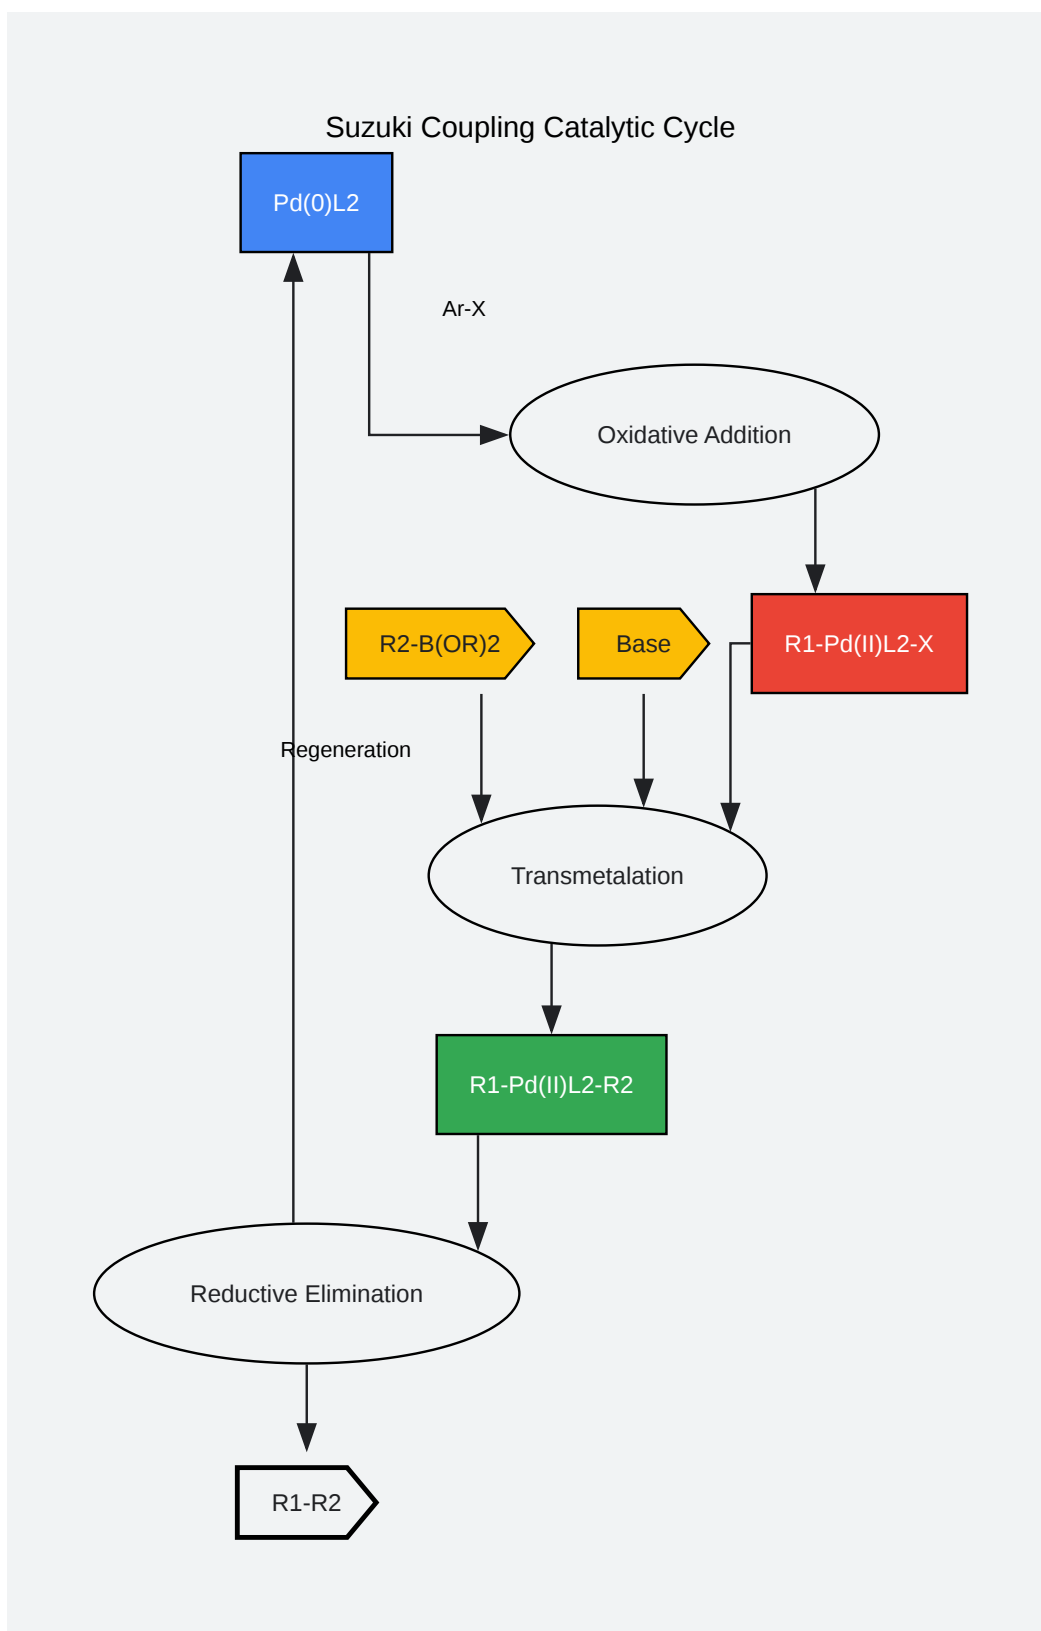 Suzuki Coupling Catalytic Cycle
Pd(0)L2
Ar-X
Oxidative Addition
R2-B(OR)2
Base
R1-Pd(II)L2-X
Regeneration
Transmetalation
R1-Pd(II)L2-R2
Reductive Elimination
R1-R2